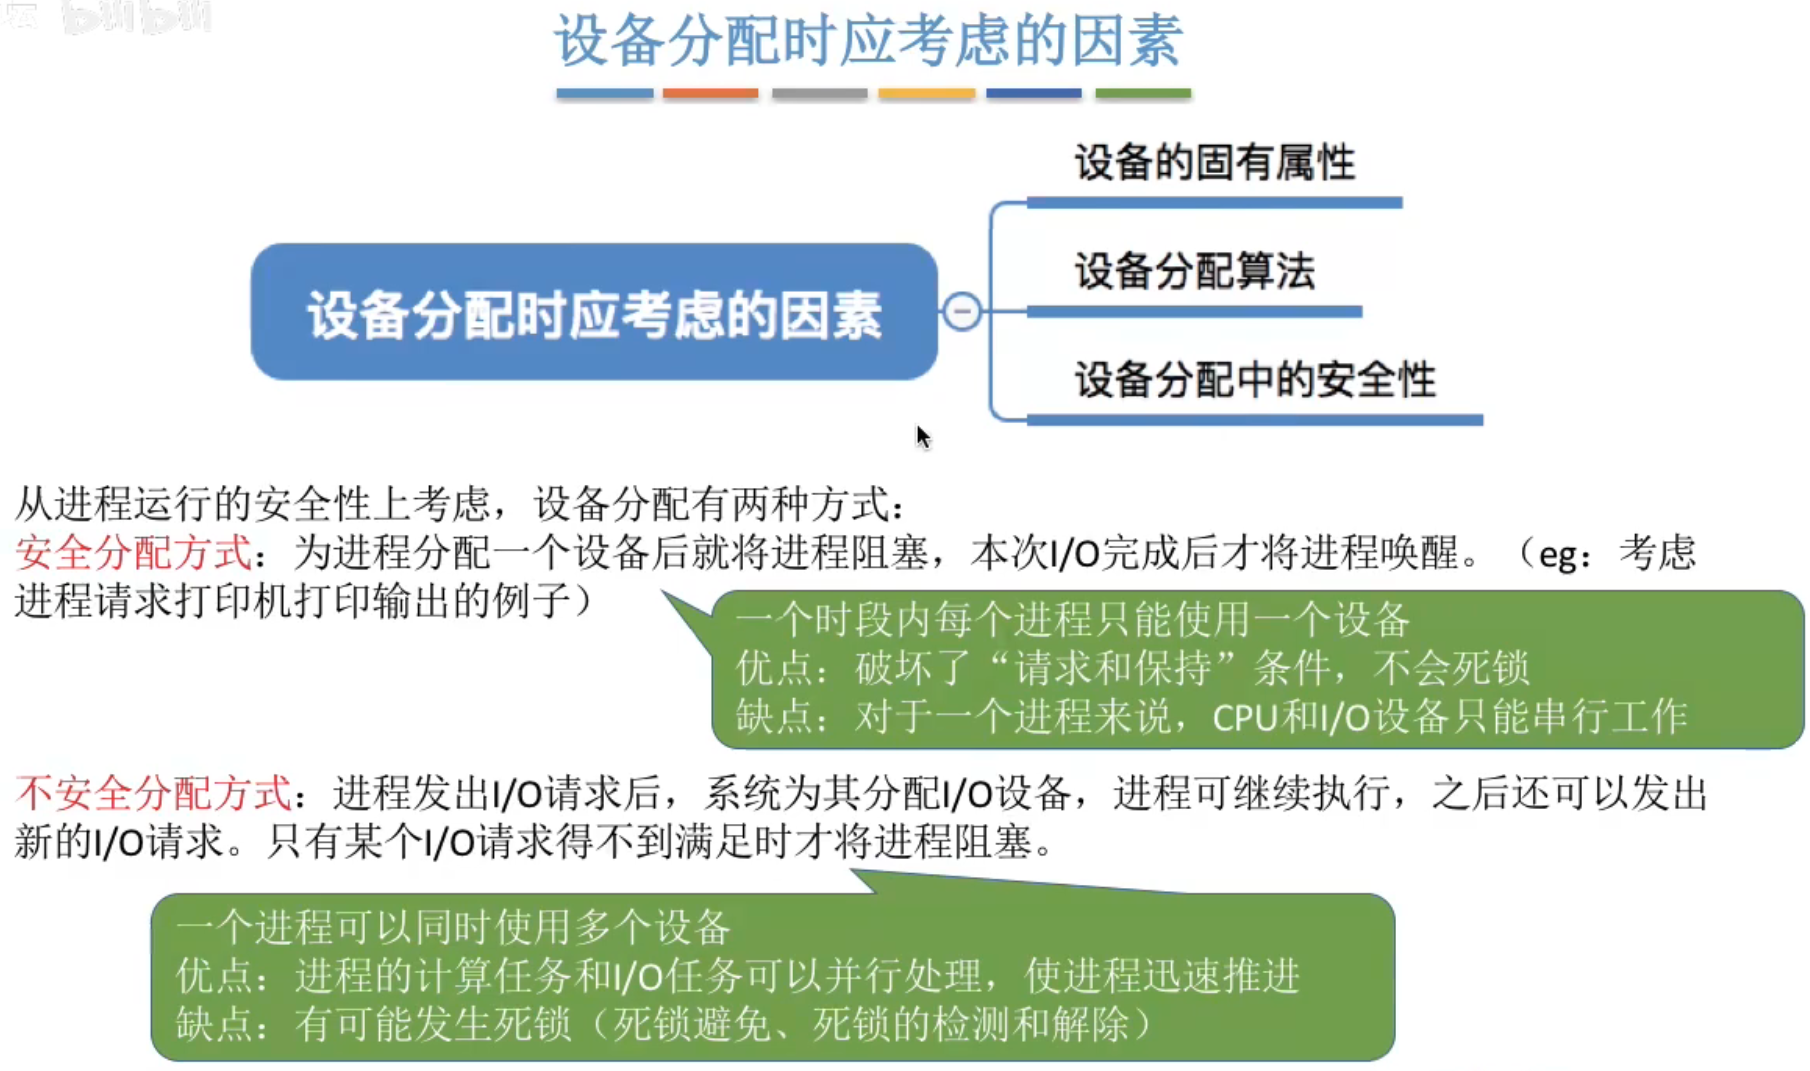 bilibili
设备分配时应考虑的因素
设备的固有属性
设备分配算法
设备分配时应考虑的因素
设备分配中的安全性
从进程运行的安全性上考虑，设备分配有两种方式：
安全分配方式：为进程分配一个设备后就将进程阻塞，本次I/O完成后才将进程唤醒。（eg：考虑
进程请求打印机打印输出的例子）
一个时段内每个进程只能使用一个设备
优点：破坏了“请求和保持”条件，不会死锁
缺点：对于一个进程来说，CPU和I/O设备只能串行工作
不安全分配方式：进程发出I/O请求后，系统为其分配I/O设备，进程可继续执行，之后还可以发出
新的I/O请求。只有某个I/O请求得不到满足时才将进程阻塞。
一个进程可以同时使用多个设备
优点：进程的计算任务和I/O任务可以并行处理，使进程迅速推进
缺点：有可能发生死锁（死锁避免、死锁的检测和解除）